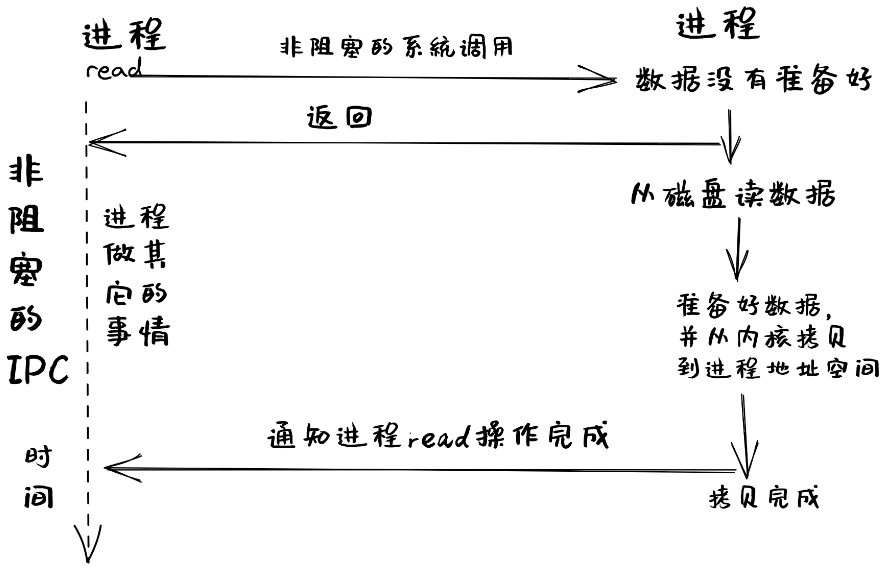 进程
进程
非阻塞的系统调用
read
数据没有准备好
返回
从磁盘读数据
非阻塞的IPC
进程
做其
它的
事情
准备好数据,
并从内核拷贝
到进程地址空间
通知进程read操作完成
时间
拷贝完成